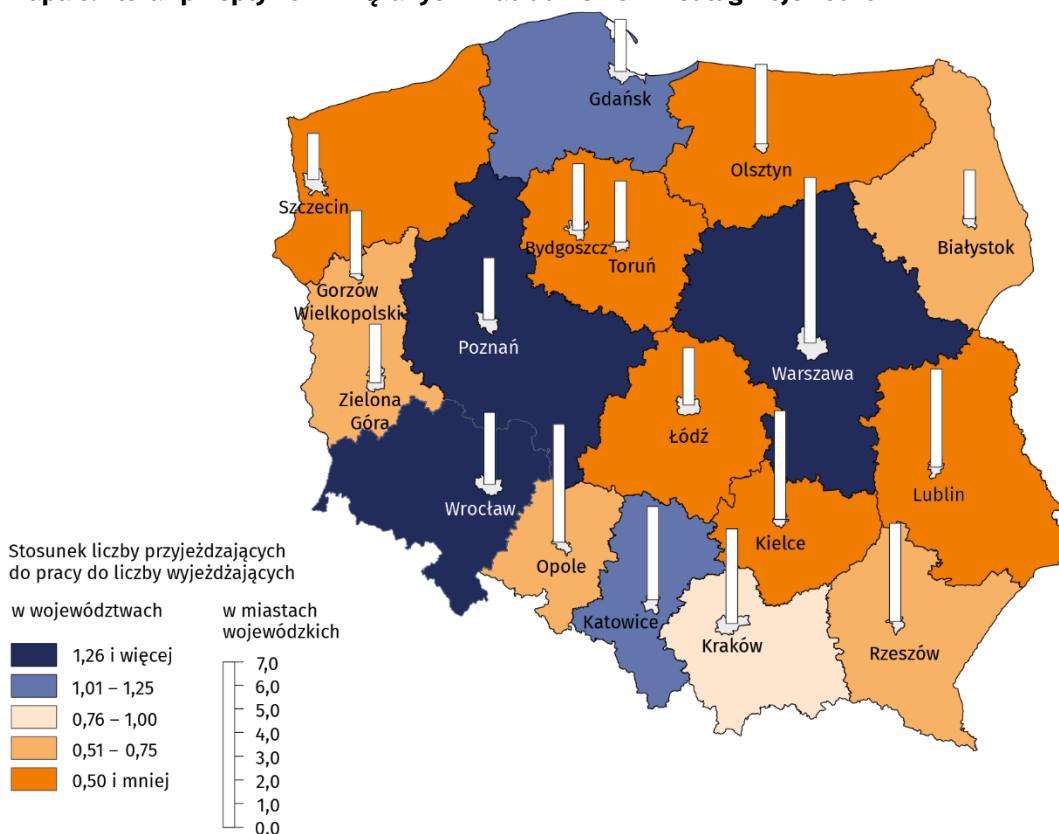 Gdańsk
Olsztyn
Szczecin
Bydgoszcz
Toruń
Białystok
Gorzów
Wielkopolski
Poznań
Warszawa
Zielona
Góra
Łódź
Wrocław
Lublin
Opole
Kielce
Katowice
Kraków
Rzeszów
Stosunek liczby przyjeżdzających
do pracy do liczby wyjeżdżających
w województwach
w miastach
wojewódzkich
1,26 i więcej
1,01 – 1,25
0,76 – 1,00
0,51 – 0,75
0,50 i mniej
7,0
6,0
5,0
4,0
3,0
2,0
1,0
0,0